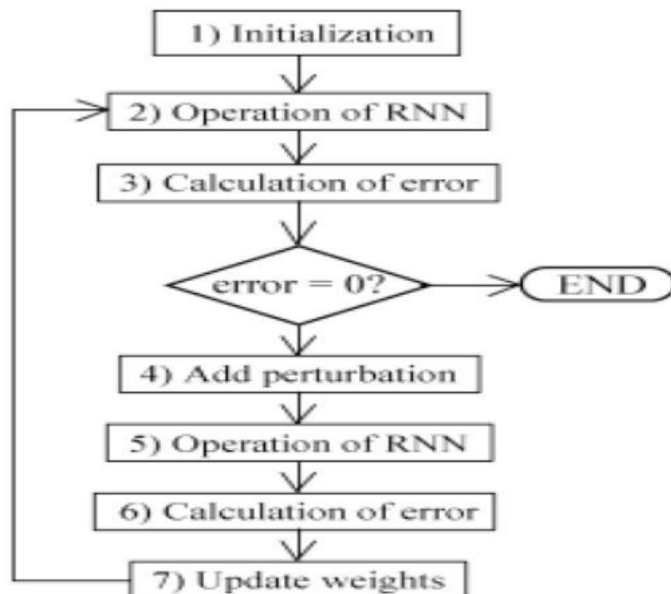 1) Initialization
2) Operation of RNN
3) Calculation of error
error = 0?
END
4) Add perturbation
5) Operation of RNN
6) Calculation of error
7) Update weights